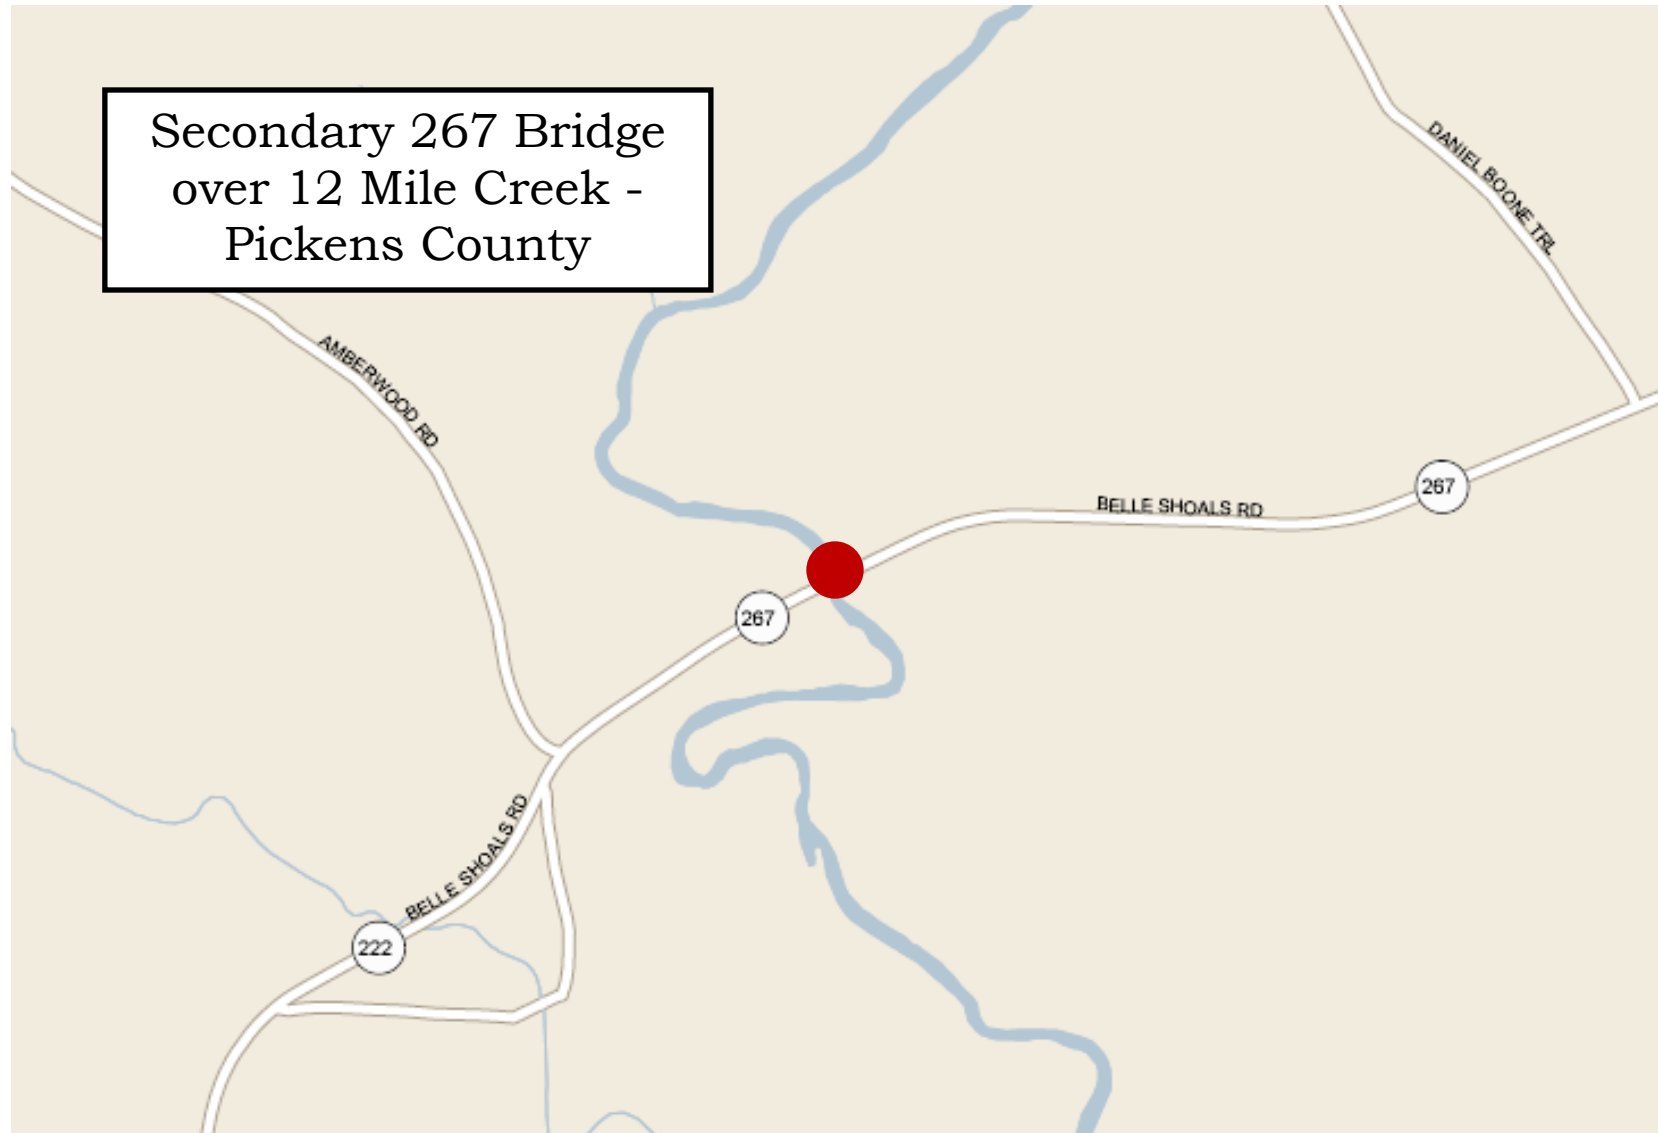 Secondary 267 Bridge
over 12 Mile Creek -
Pickens County
DANIEL BOONE TRL
AMBERWOOD RD
267
BELLE SHOALS RD
267
BELLE SHOALS RD
222